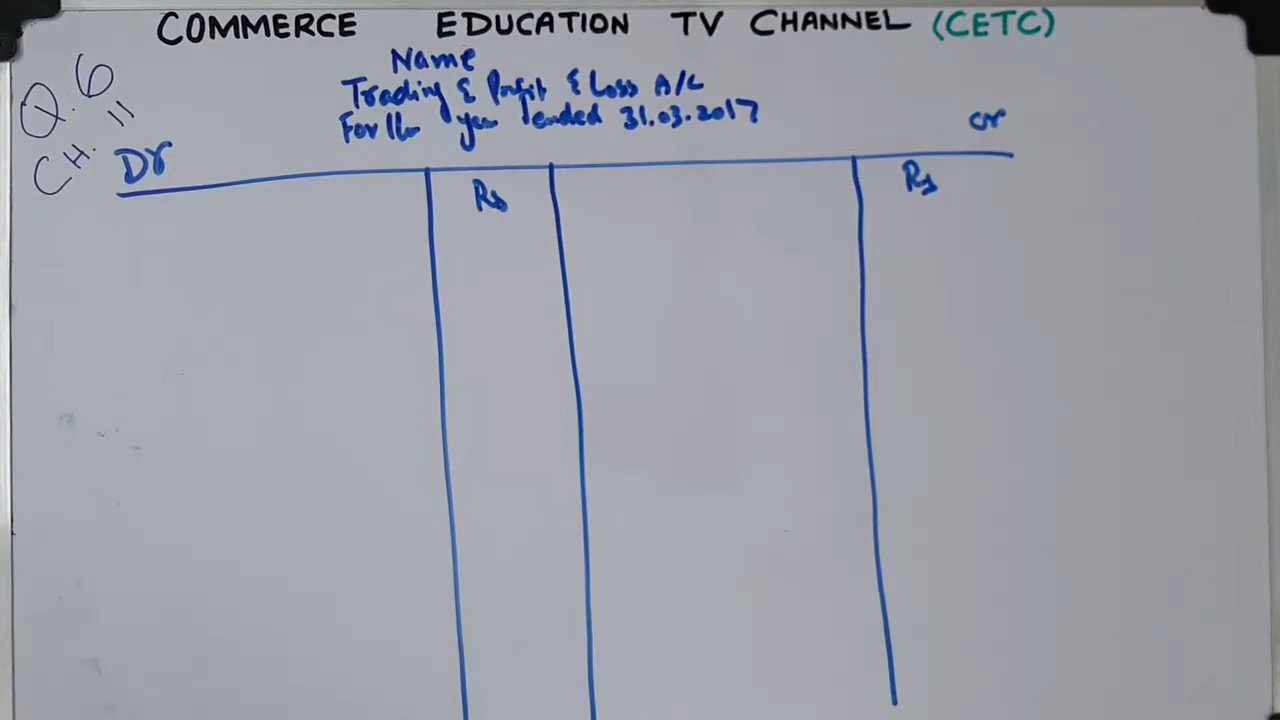 COMMERCE EDUCATION TV CHANNEL (CETC)
Q.6
CH. 11
Name
Trading & Profit & Loss A/c
For the year ended 31.03.2017
Dr
cr
Rs
Rs